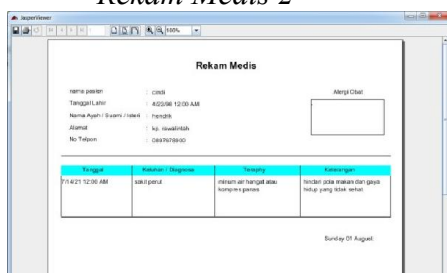 Rekam Medis 2
JasperViewer
100%
Rekam Medis
nama pasien : cindi
Tanggal Lahir : 4/23/98 12:00 AM
Nama Ayah / Suami / Isteri : hendrik
Alamat : kp. rawalintah
No Telpon
Alergi Obat
Tanggal Keluhan / Diagnosa Teraphy Keterangan
7/14/21 12:00 AM sakit perut minum air hangat atau hindari pola makan dan gaya
kompres panas hidup yang tidak sehat
Sunday 01 August